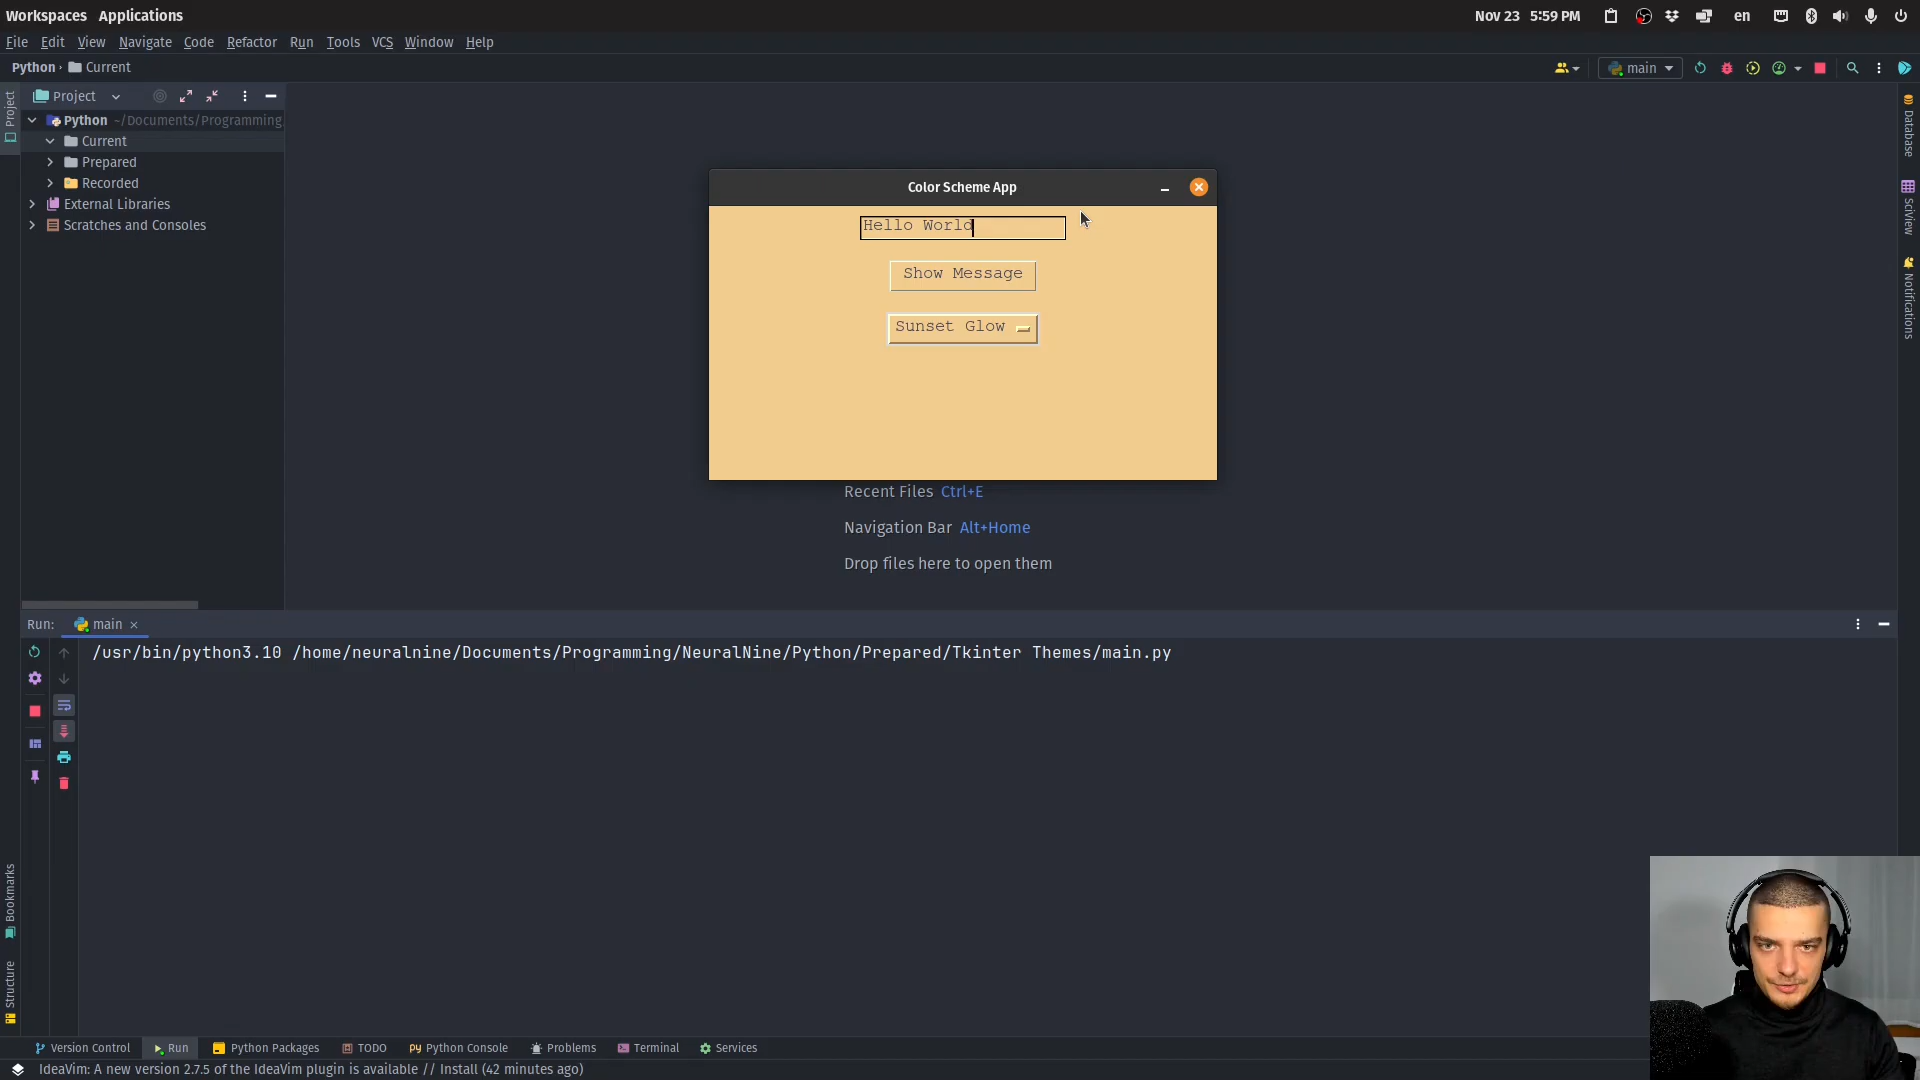 Workspaces Applications
Nov 23 5:59 PM
en
File Edit View Navigate Code Refactor Run Tools VCS Window Help
Python › Current
main
Project
Project
Python ~/Documents/Programming
Current
Prepared
Recorded
External Libraries
Scratches and Consoles
Color Scheme App
Hello World
Show Message
Sunset Glow
Recent Files Ctrl+E
Navigation Bar Alt+Home
Drop files here to open them
Database
SciView
Notifications
Run: main
/usr/bin/python3.10 /home/neuralnine/Documents/Programming/NeuralNine/Python/Prepared/Tkinter Themes/main.py
Bookmarks
Structure
Version Control Run Python Packages TODO Python Console Problems Terminal Services
IdeaVim: A new version 2.7.5 of the IdeaVim plugin is available // Install (42 minutes ago)